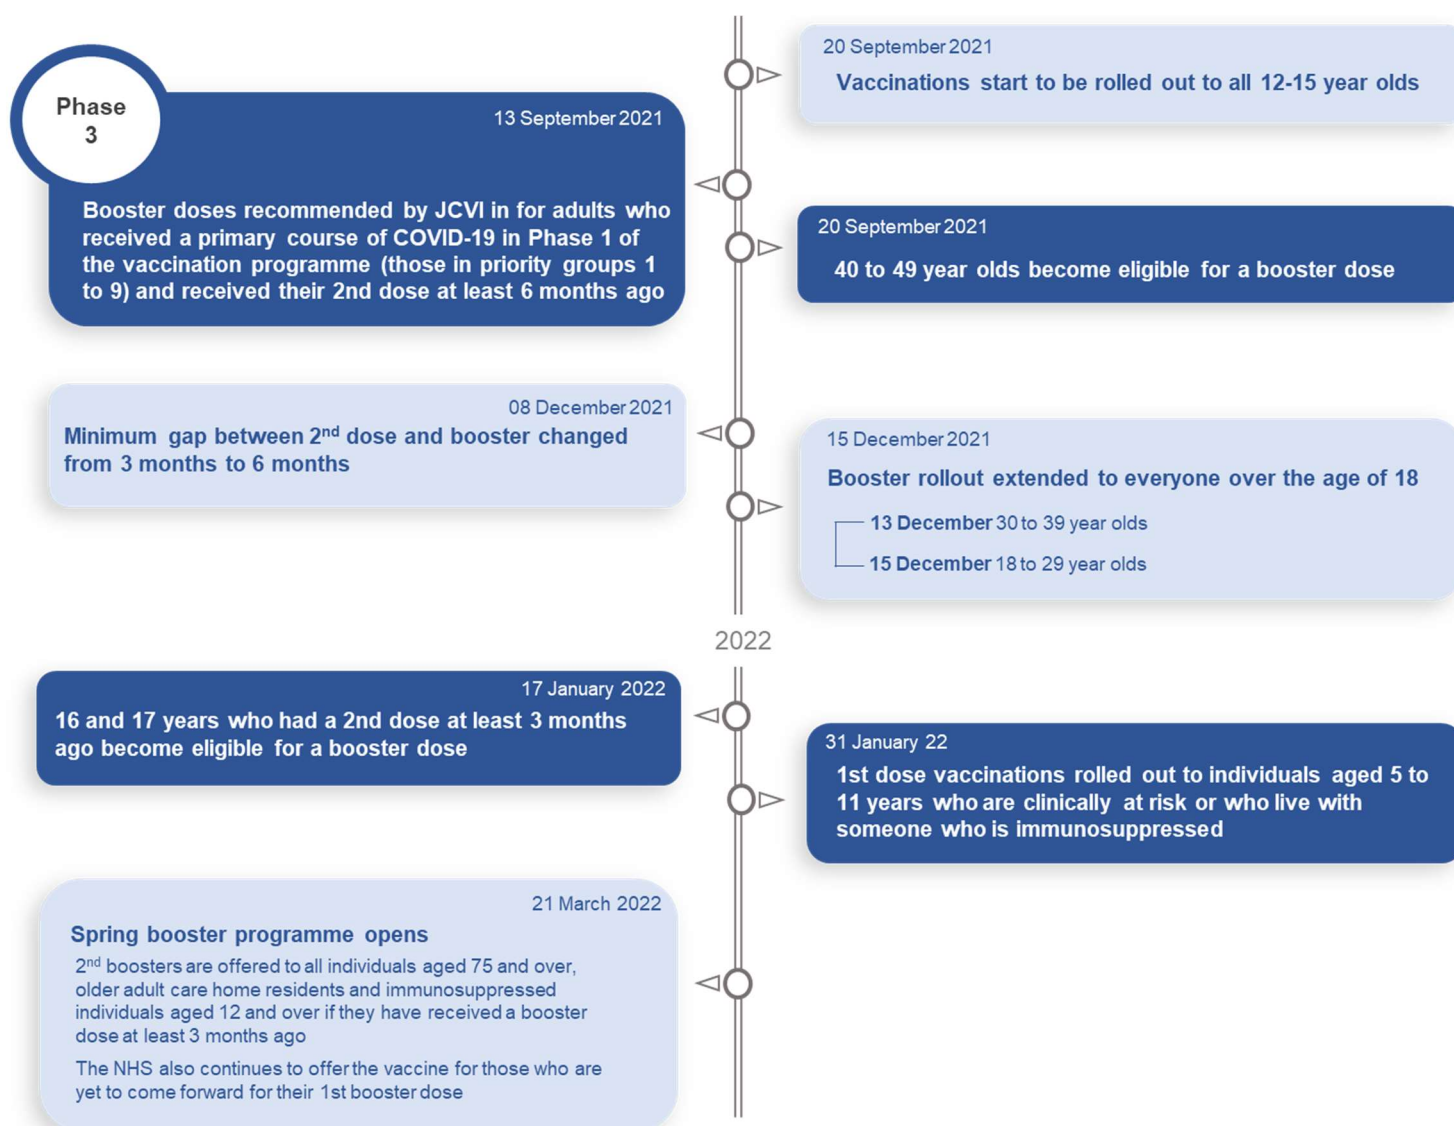 20 September 2021
Vaccinations start to be rolled out to all 12-15 year olds
Phase
3
13 September 2021
Booster doses recommended by JCVI in for adults who
received a primary course of COVID-19 in Phase 1 of
the vaccination programme (those in priority groups 1
to 9) and received their 2nd dose at least 6 months ago
20 September 2021
40 to 49 year olds become eligible for a booster dose
08 December 2021
Minimum gap between 2nd dose and booster changed
from 3 months to 6 months
15 December 2021
Booster rollout extended to everyone over the age of 18
13 December 30 to 39 year olds
15 December 18 to 29 year olds
2022
17 January 2022
16 and 17 years who had a 2nd dose at least 3 months
ago become eligible for a booster dose
31 January 22
1st dose vaccinations rolled out to individuals aged 5 to
11 years who are clinically at risk or who live with
someone who is immunosuppressed
21 March 2022
Spring booster programme opens
2nd boosters are offered to all individuals aged 75 and over,
older adult care home residents and immunosuppressed
individuals aged 12 and over if they have received a booster
dose at least 3 months ago
The NHS also continues to offer the vaccine for those who are
yet to come forward for their 1st booster dose